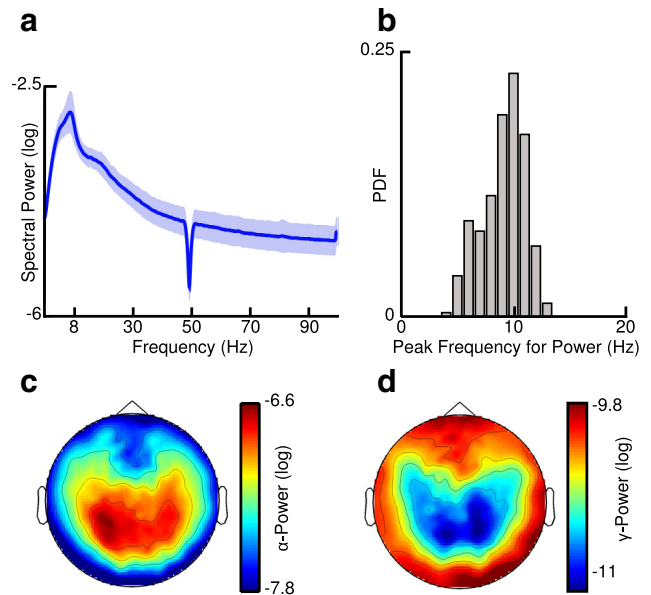 a
-2.5
Spectral Power (log)
-6
8 30 50 70 90
Frequency (Hz)
b
0.25
PDF
0
0 10 20
Peak Frequency for Power (Hz)
c
-6.6
α-Power (log)
-7.8
d
-9.8
γ-Power (log)
-11